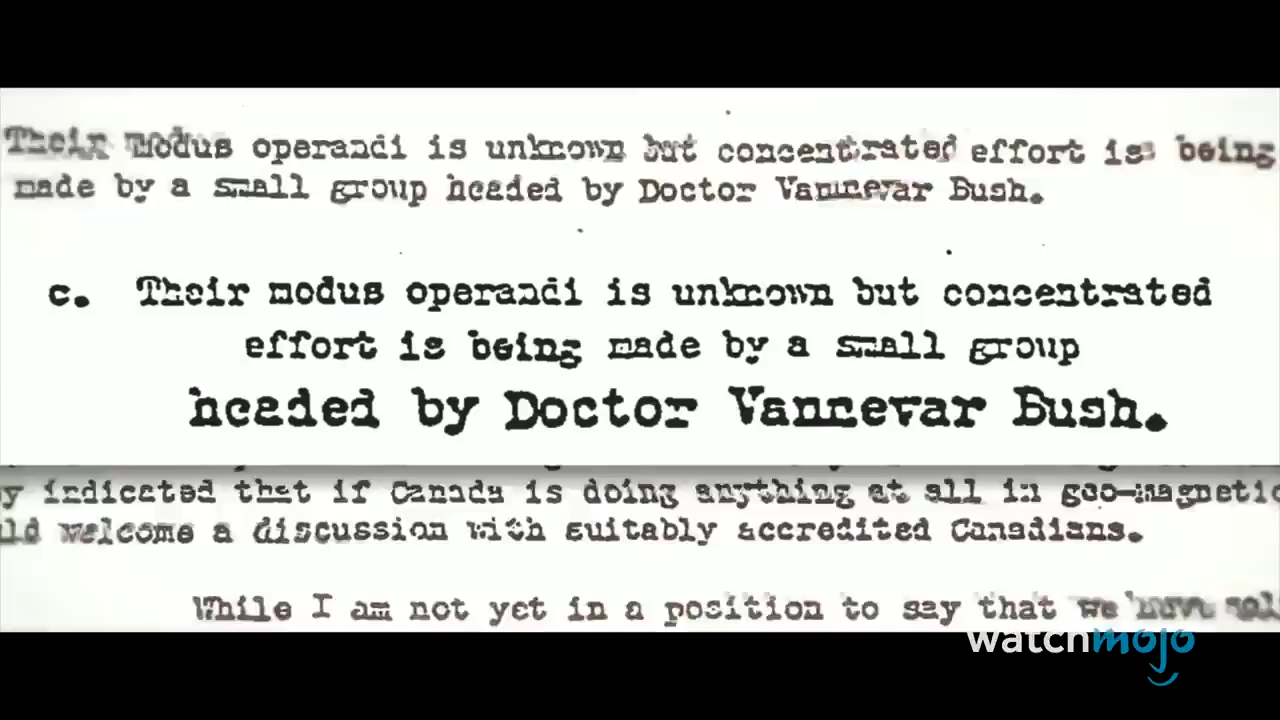 Their modus operandi is unknown but concentrated effort is being
made by a small group headed by Doctor Vannevar Bush.
c. Their modus operandi is unknown but concentrated
effort is being made by a small group
headed by Doctor Vannevar Bush.
y indicated that if Canada is doing anything at all in geo-magnetic
ld welcome a discussion with suitably accredited Canadians.
While I am not yet in a position to say that we have sol
watchmojo